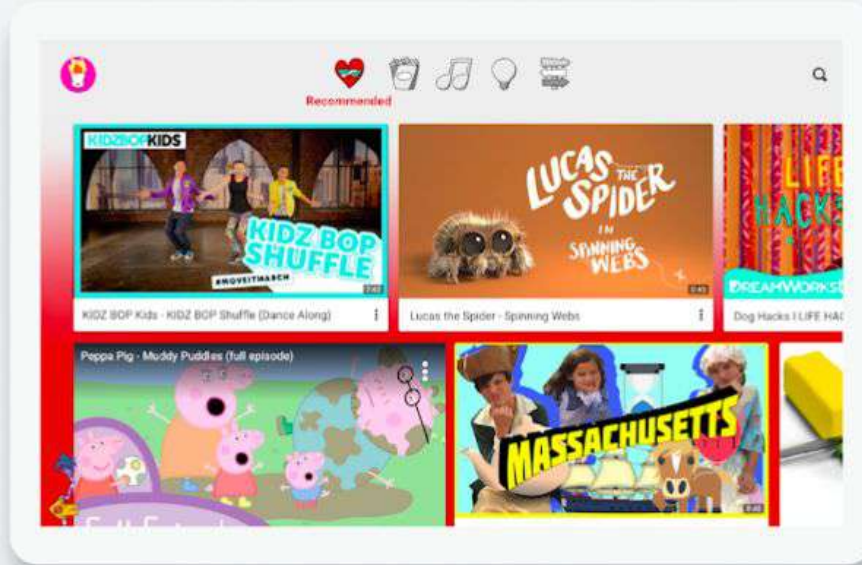 Recommended
KIDZ BOP KIDS
KIDZ BOP
SHUFFLE
#MOVEITMARCH
7:42
KIDZ BOP Kids - KIDZ BOP Shuffle (Dance Along)
LUCAS
THE
SPIDER
IN
SPINNING
WEBS
Lucas the Spider - Spinning Webs
LIFE
HACKS
DREAMWORKS
Dog Hacks I LIFE HAC
Peppa Pig - Muddy Puddles (full episode)
MASSACHUSETTS